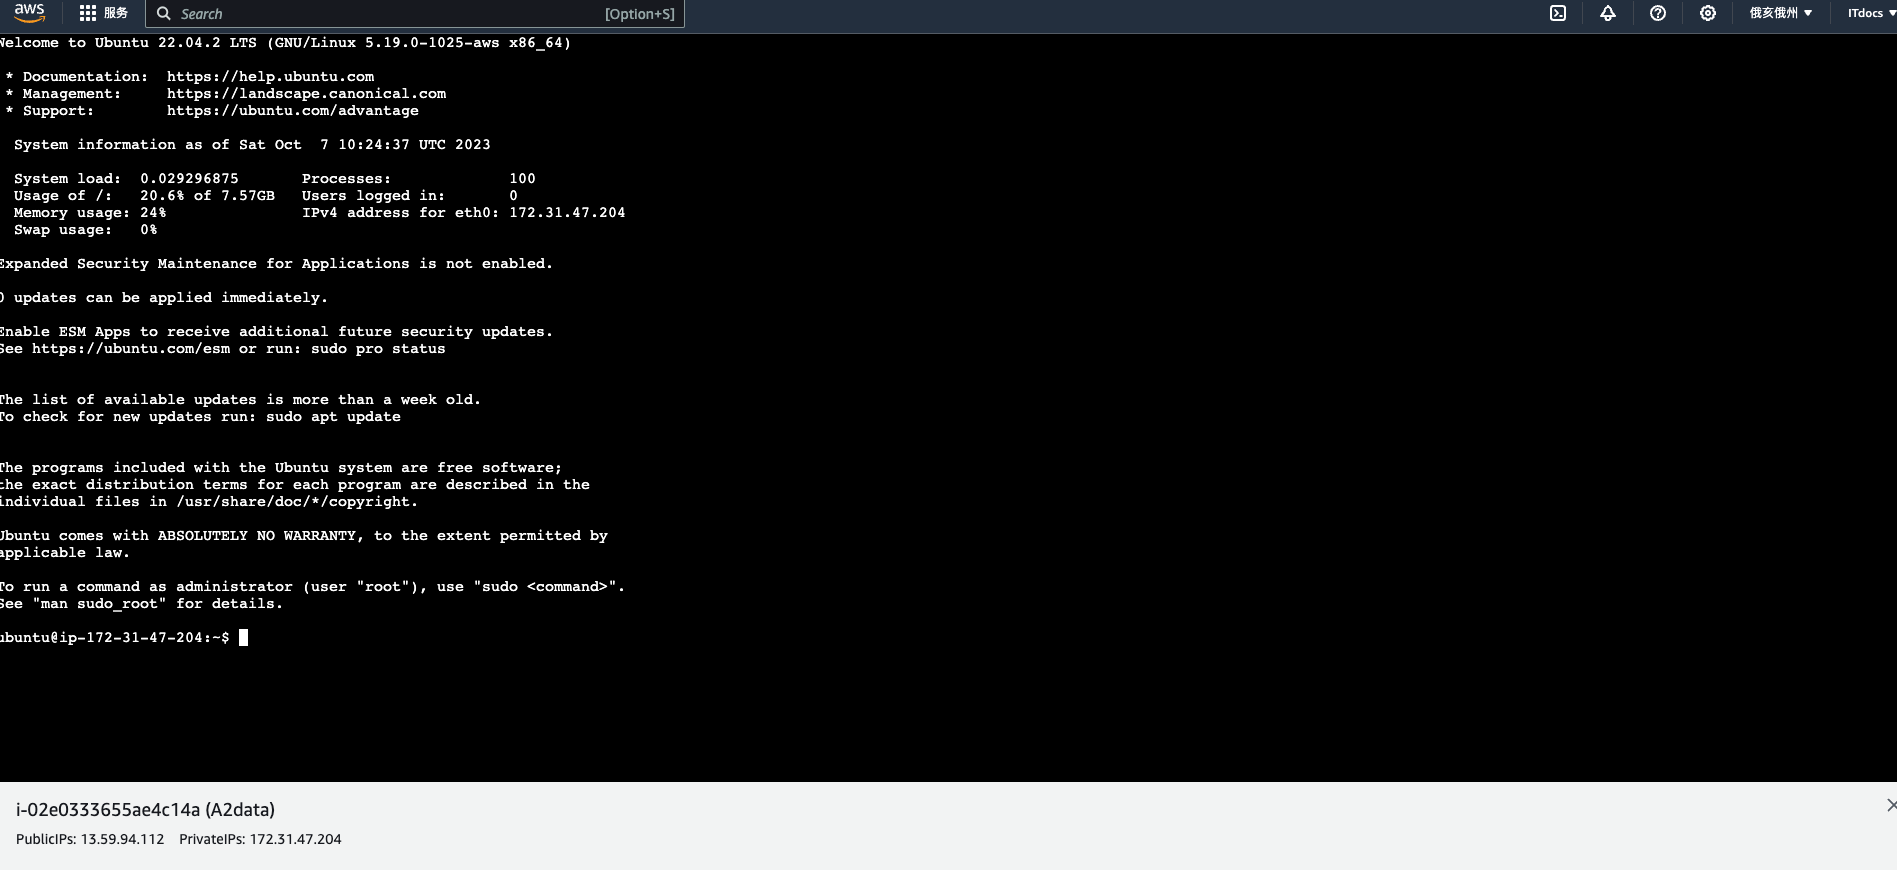 aws 服务 Search [Option+S] 俄亥俄州 ITdocs
Welcome to Ubuntu 22.04.2 LTS (GNU/Linux 5.19.0-1025-aws x86_64)
* Documentation: https://help.ubuntu.com
* Management: https://landscape.canonical.com
* Support: https://ubuntu.com/advantage
System information as of Sat Oct 7 10:24:37 UTC 2023
System load: 0.029296875 Processes: 100
Usage of /: 20.6% of 7.57GB Users logged in: 0
Memory usage: 24% IPv4 address for eth0: 172.31.47.204
Swap usage: 0%
Expanded Security Maintenance for Applications is not enabled.
0 updates can be applied immediately.
Enable ESM Apps to receive additional future security updates.
See https://ubuntu.com/esm or run: sudo pro status
The list of available updates is more than a week old.
To check for new updates run: sudo apt update
The programs included with the Ubuntu system are free software;
the exact distribution terms for each program are described in the
individual files in /usr/share/doc/*/copyright.
Ubuntu comes with ABSOLUTELY NO WARRANTY, to the extent permitted by
applicable law.
To run a command as administrator (user "root"), use "sudo <command>".
See "man sudo_root" for details.
ubuntu@ip-172-31-47-204:~$
i-02e0333655ae4c14a (A2data)
PublicIPs: 13.59.94.112 PrivateIPs: 172.31.47.204